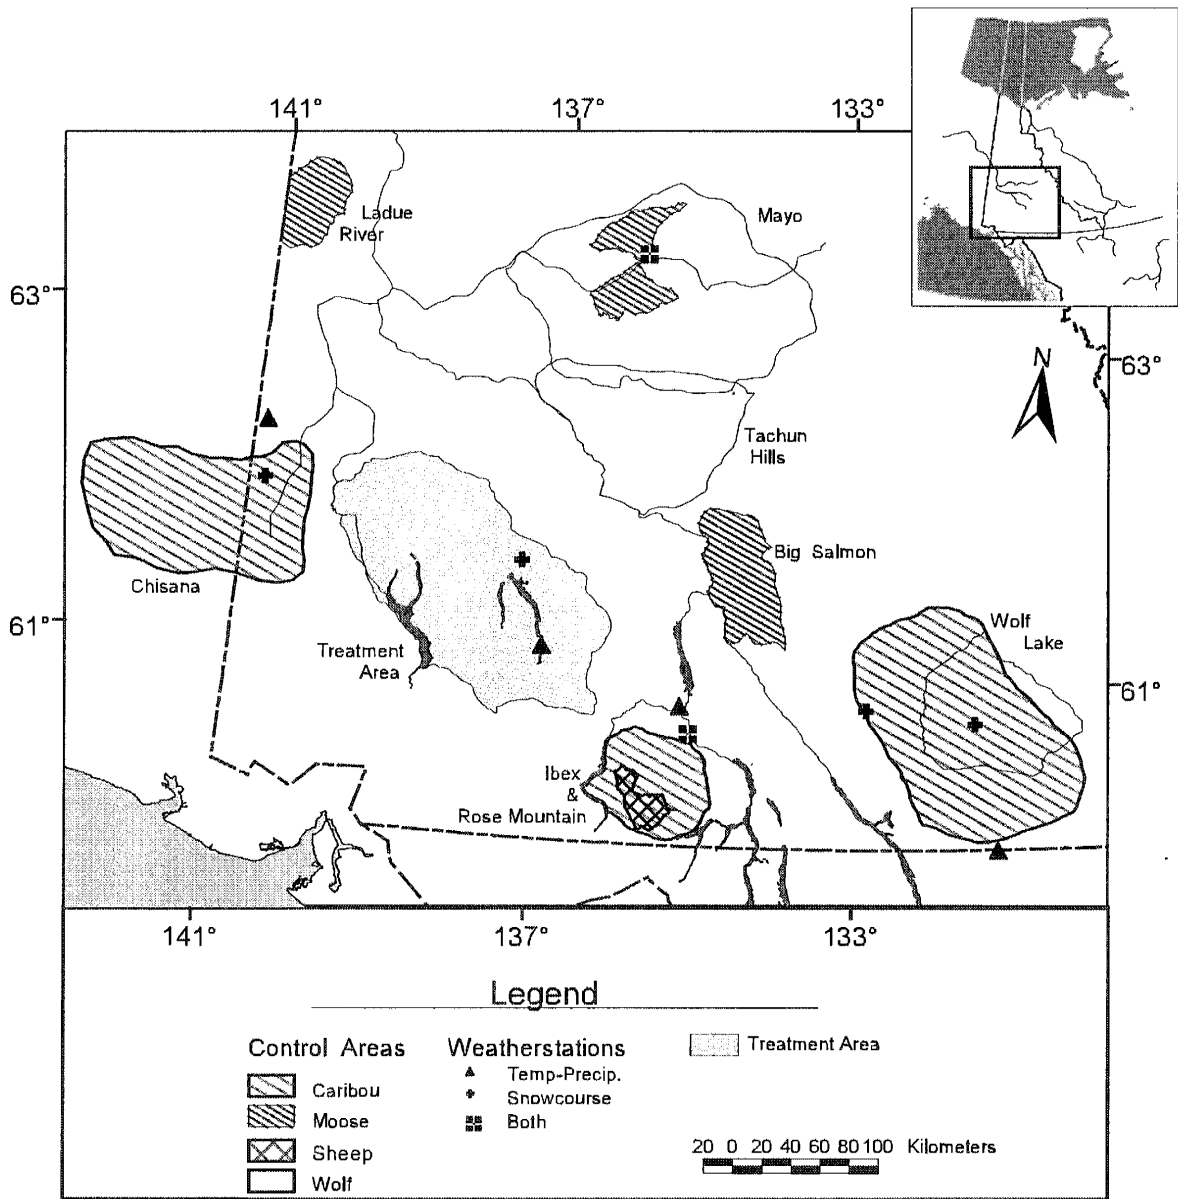 141° 137° 133°
Ladue
River
Mayo
63°
N
63°
Tachun
Hills
Big Salmon
Chisana
61°
Wolf
Lake
Treatment
Area
61°
Ibex
&
Rose Mountain
141° 137° 133°
Legend
Control Areas
Caribou
Moose
Sheep
Wolf
Weatherstations
Temp-Precip.
Snowcourse
Both
Treatment Area
20 0 20 40 60 80 100 Kilometers